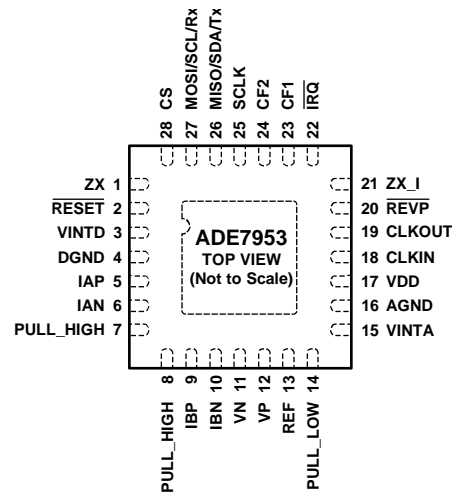 28 CS
27 MOSI/SCL/Rx
26 MISO/SDA/Tx
25 SCLK
24 CF2
23 CF1
22 IRQ
ZX 1
RESET 2
VINTD 3
DGND 4
IAP 5
IAN 6
PULL_HIGH 7
ADE7953
TOP VIEW
(Not to Scale)
21 ZX_I
20 REVP
19 CLKOUT
18 CLKIN
17 VDD
16 AGND
15 VINTA
PULL_HIGH 8
IBP 9
IBN 10
VN 11
VP 12
REF 13
PULL_LOW 14